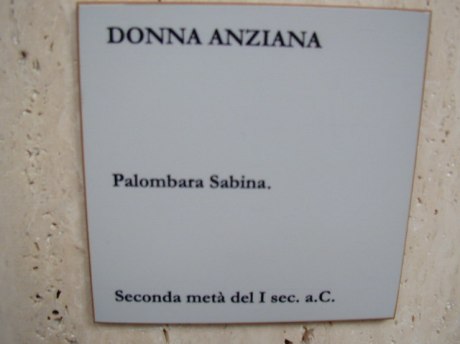 DONNA ANZIANA
Palombara Sabina.
Seconda metà del I sec. a.C.